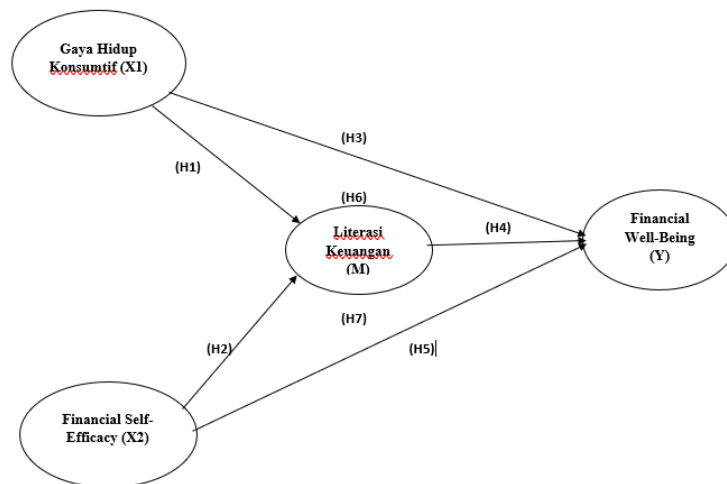 Gaya Hidup
Konsumtif (X1)
(H3)
(H1)
(H6)
Literasi
Keuangan
(M)
(H4)
Financial
Well-Being
(Y)
(H7)
(H2)
(H5)
Financial Self-
Efficacy (X2)